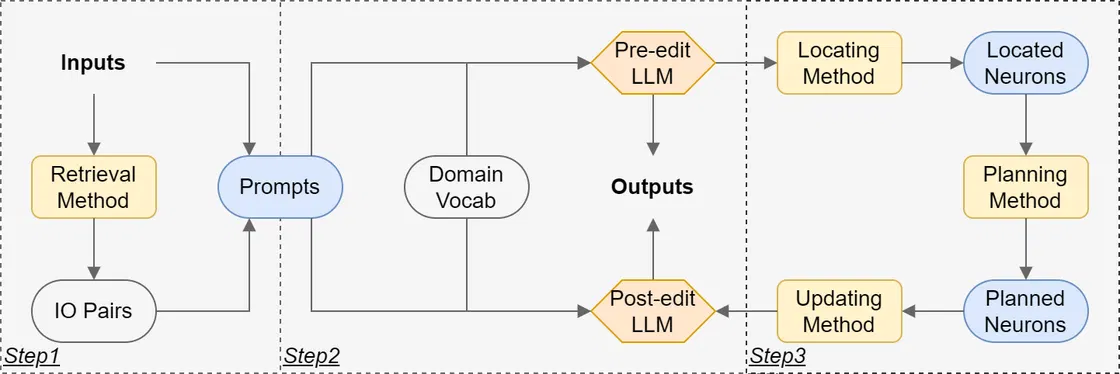 Inputs
Retrieval
Method
IO Pairs
Step1
Prompts
Domain
Vocab
Pre-edit
LLM
Outputs
Post-edit
LLM
Step2
Locating
Method
Located
Neurons
Planning
Method
Planned
Neurons
Updating
Method
Step3